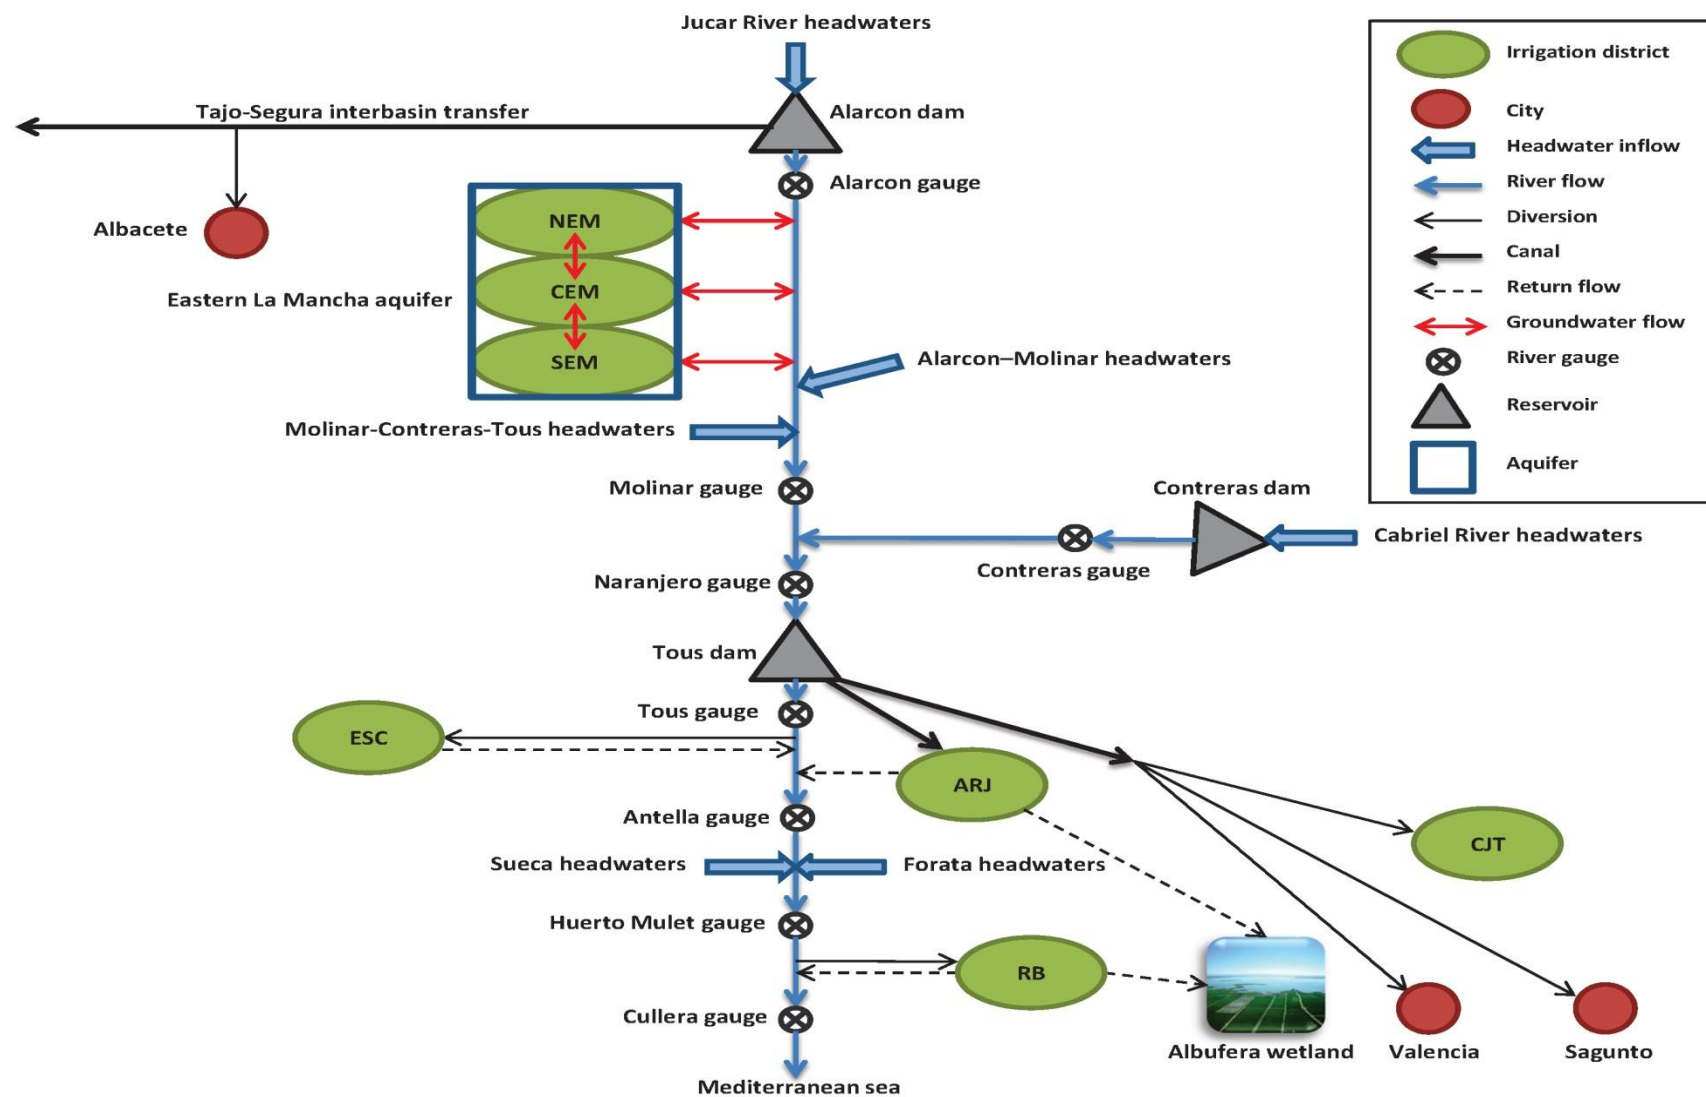 Jucar River headwaters
Tajo-Segura interbasin transfer
Alarcon dam
Alarcon gauge
Albacete
NEM
CEM
SEM
Eastern La Mancha aquifer
Alarcon–Molinar headwaters
Molinar-Contreras-Tous headwaters
Molinar gauge
Contreras dam
Cabriel River headwaters
Contreras gauge
Naranjero gauge
Tous dam
Tous gauge
ESC
ARJ
Antella gauge
CJT
Sueca headwaters
Forata headwaters
Huerto Mulet gauge
RB
Cullera gauge
Albufera wetland
Valencia
Sagunto
Mediterranean sea
Irrigation district
City
Headwater inflow
River flow
Diversion
Canal
Return flow
Groundwater flow
River gauge
Reservoir
Aquifer